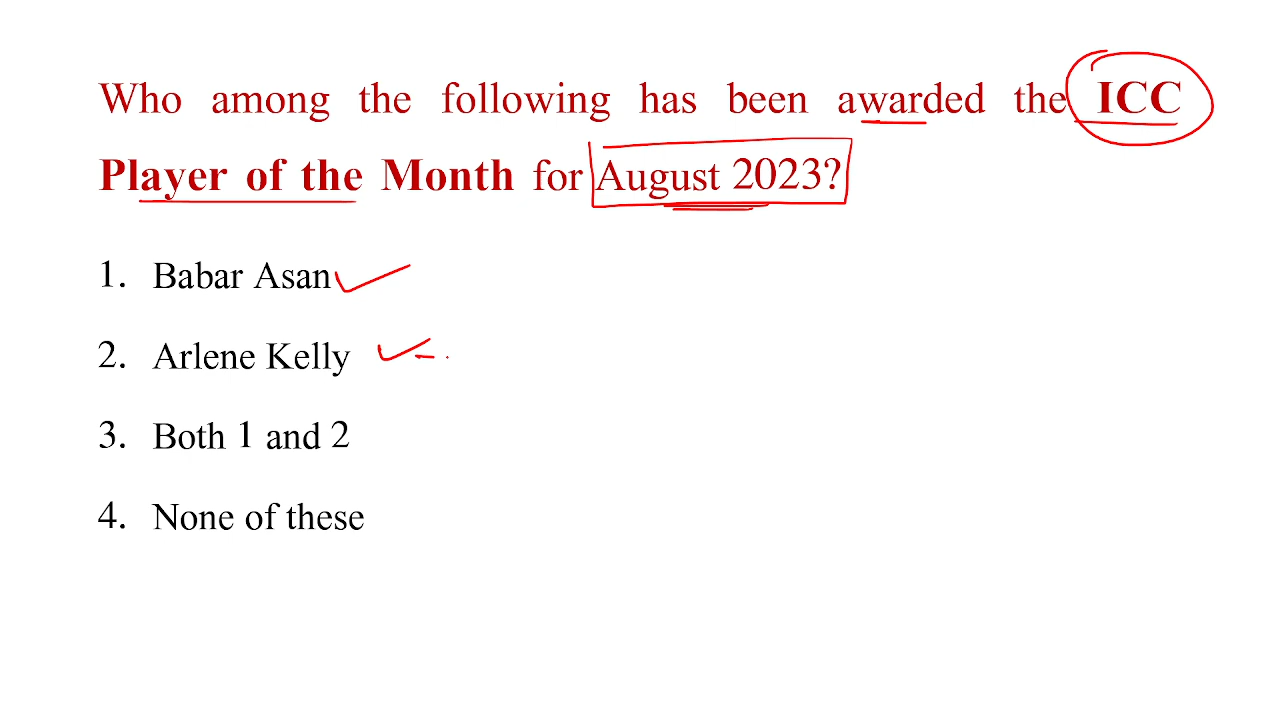 Who among the following has been awarded the ICC
Player of the Month for August 2023?
1. Babar Asan
2. Arlene Kelly
3. Both 1 and 2
4. None of these